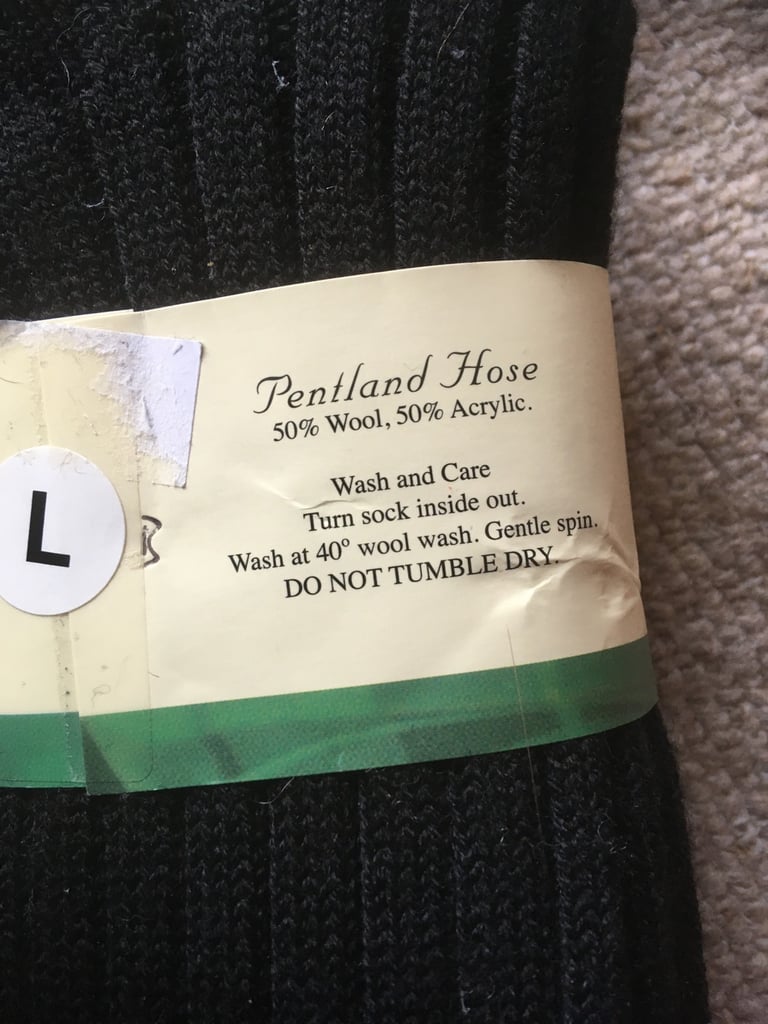 Pentland Hose
50% Wool, 50% Acrylic.
Wash and Care
Turn sock inside out.
Wash at 40º wool wash. Gentle spin.
DO NOT TUMBLE DRY.
L